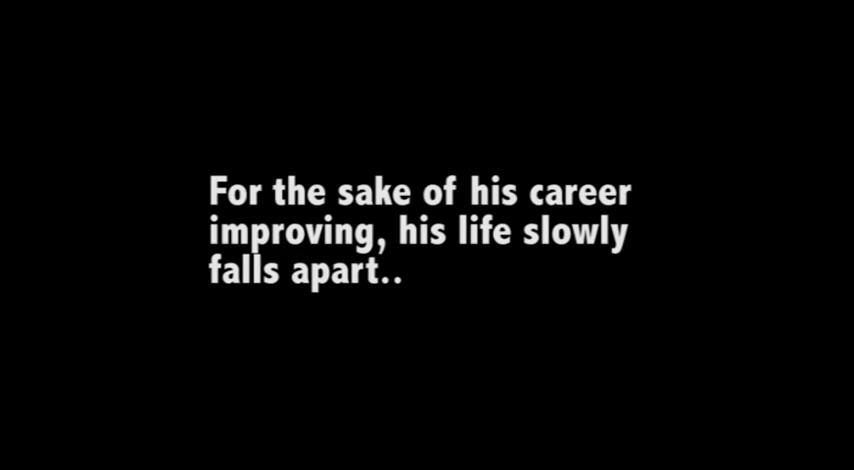 For the sake of his career
improving, his life slowly
falls apart..